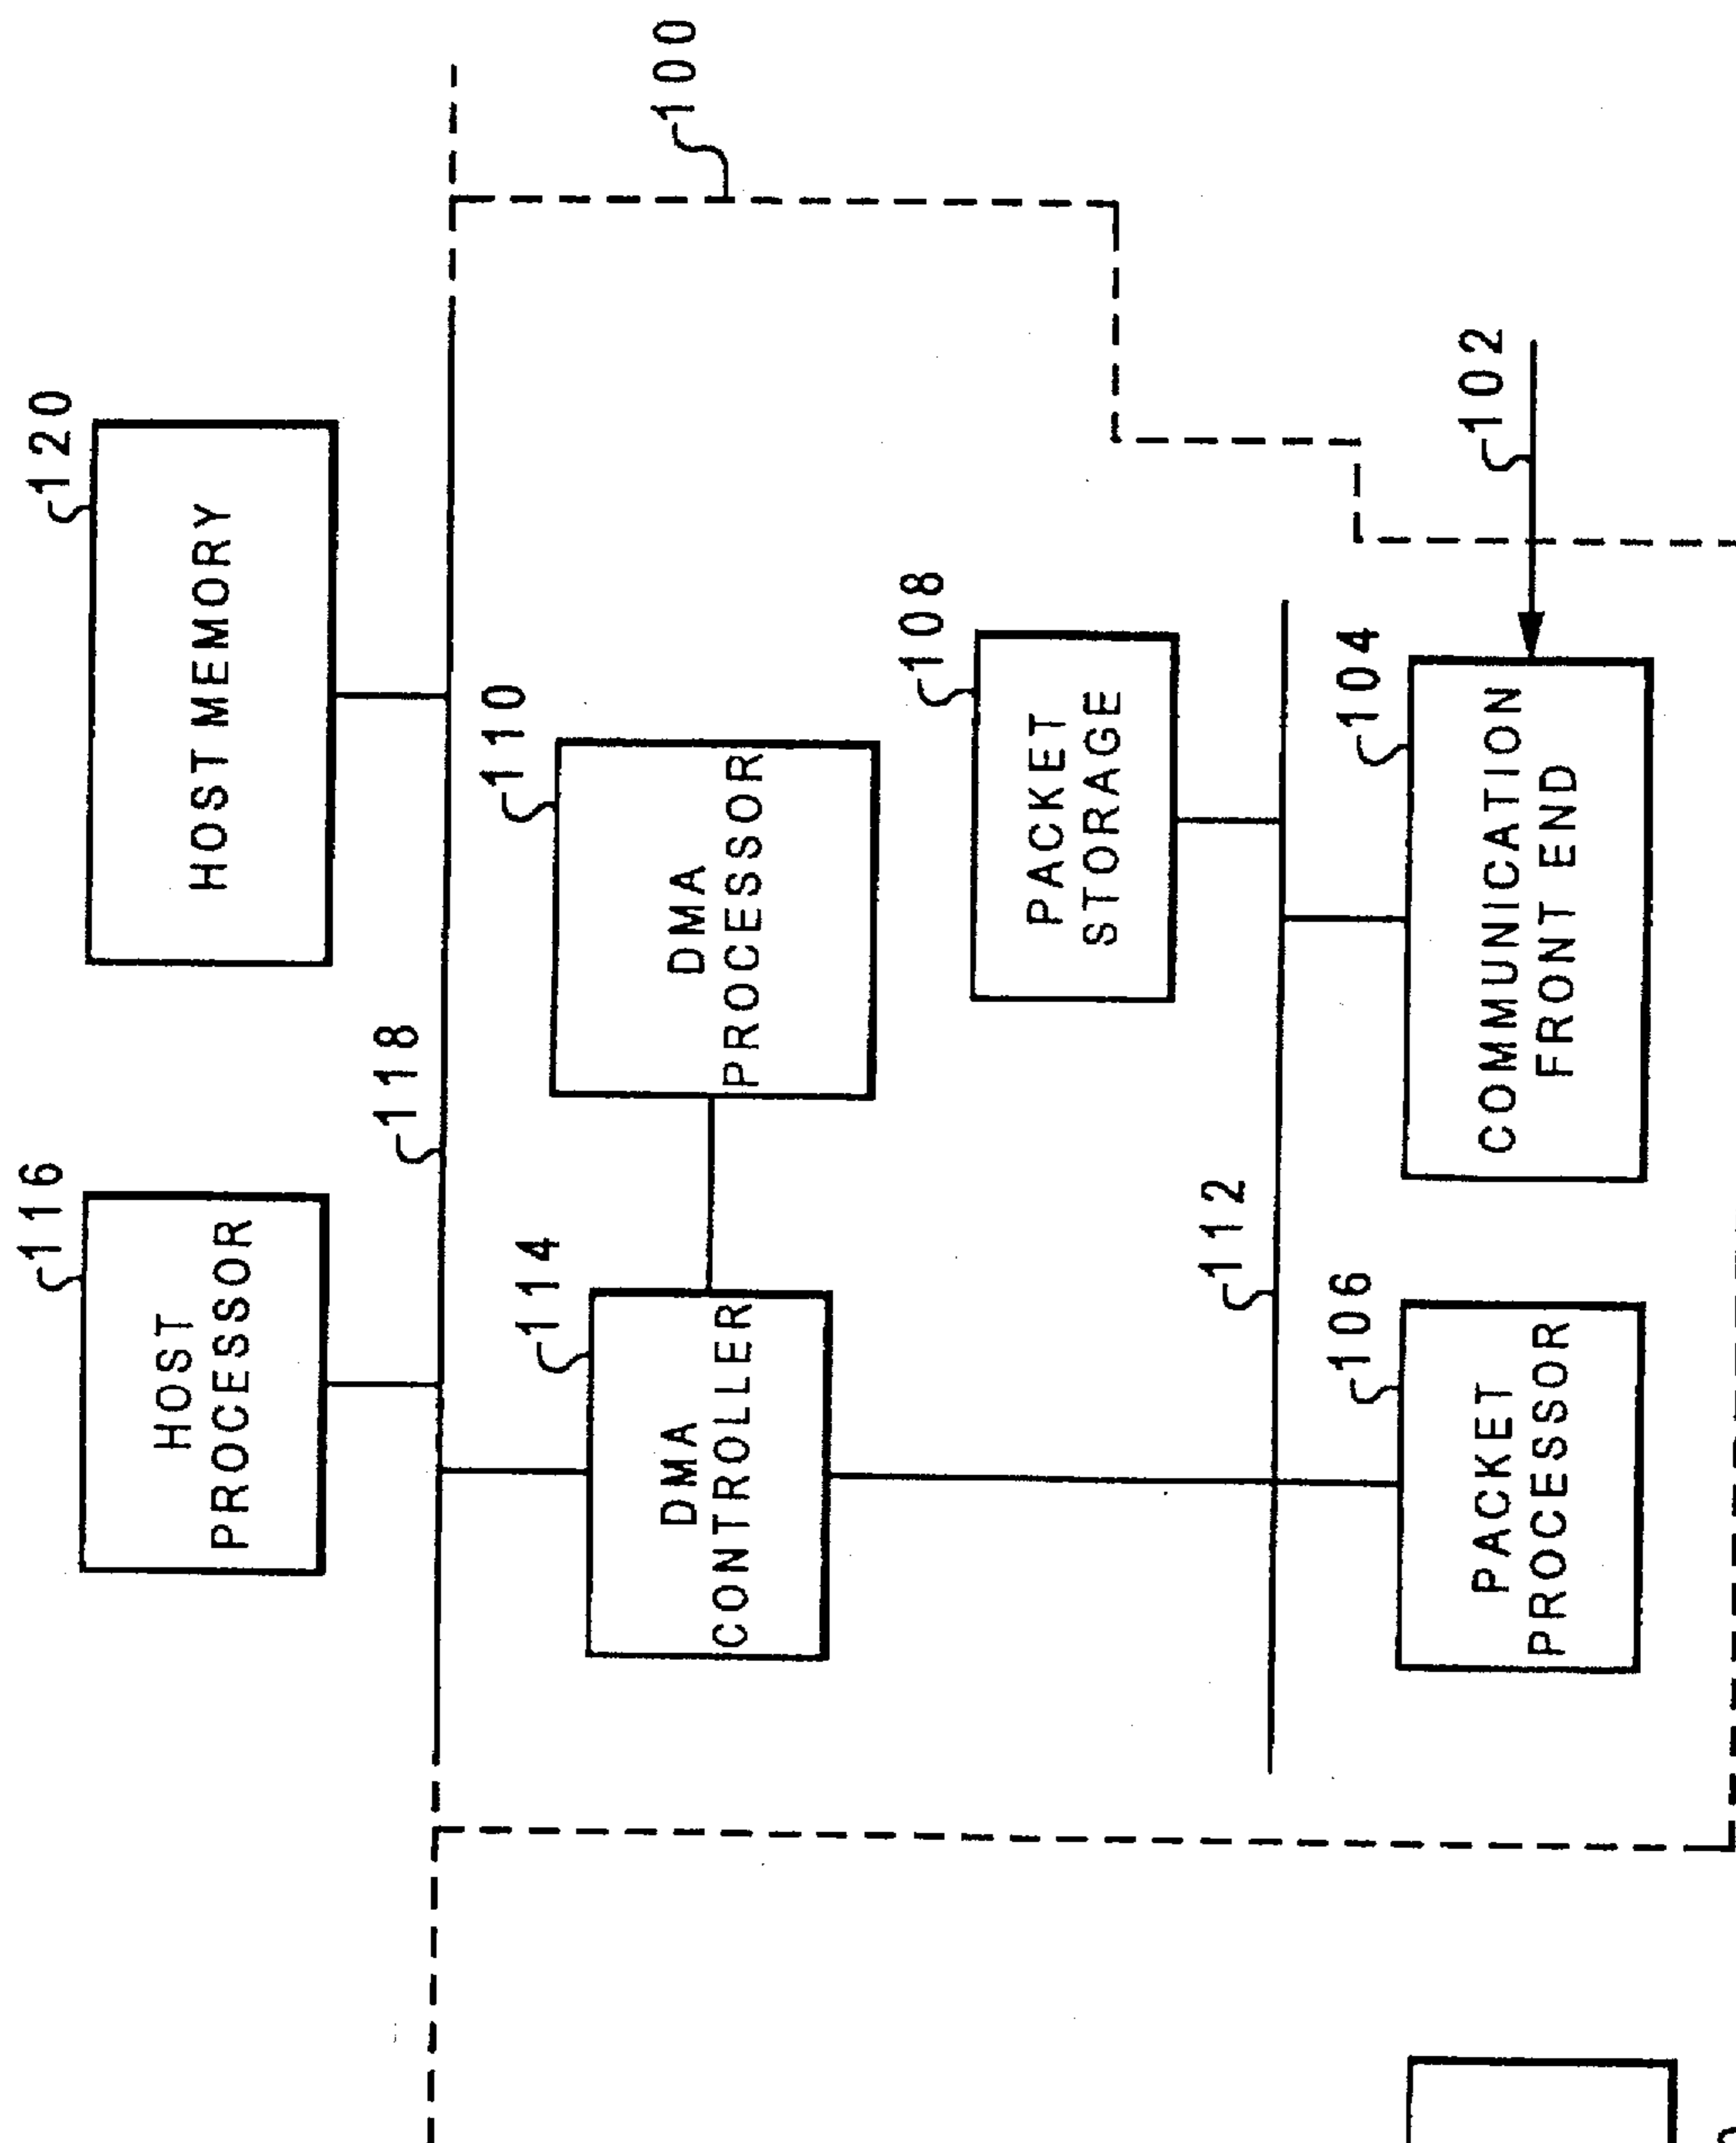 116
HOST
PROCESSOR
120
HOST MEMORY
118
100
114
DMA
CONTROLLER
110
DMA
PROCESSOR
108
PACKET
STORAGE
112
106
PACKET
PROCESSOR
104
COMMUNICATION
FRONT END
102